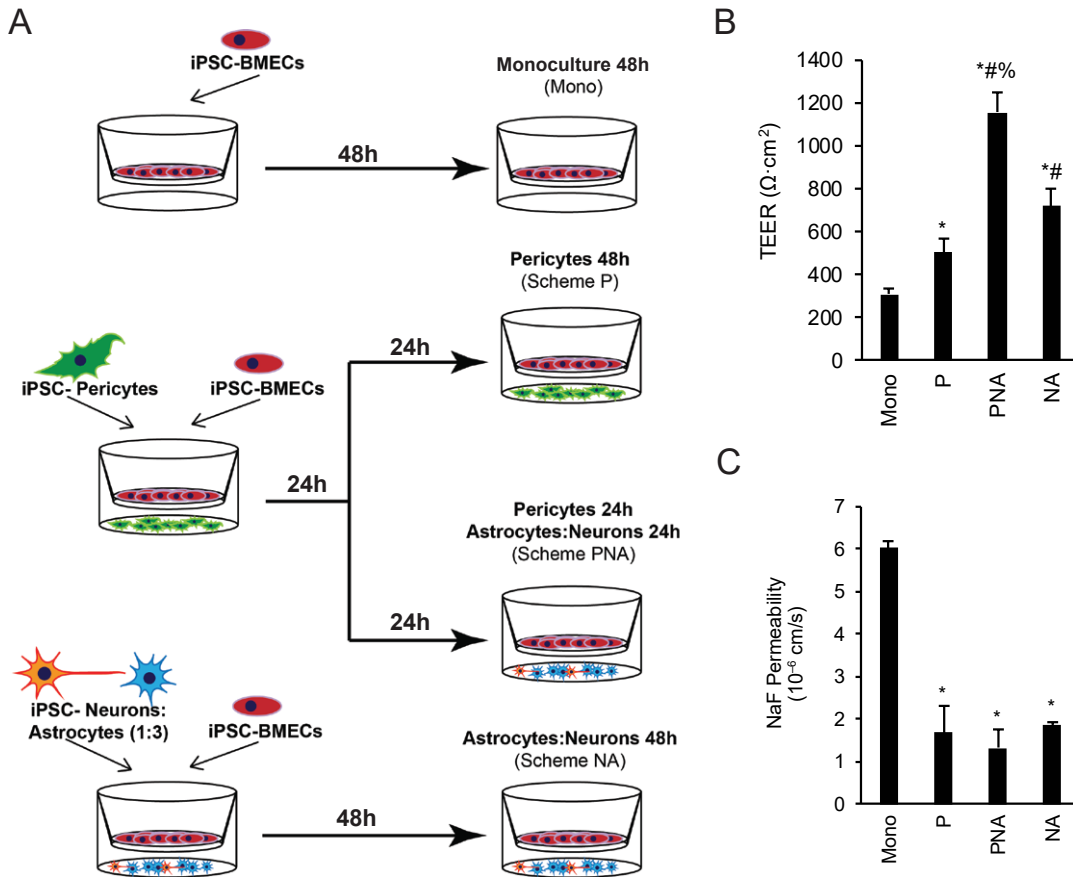 A
iPSC-BMECs
48h
Monoculture 48h
(Mono)
iPSC- Pericytes
iPSC-BMECs
24h
24h
Pericytes 48h
(Scheme P)
24h
Pericytes 24h
Astrocytes:Neurons 24h
(Scheme PNA)
iPSC- Neurons:
Astrocytes (1:3)
iPSC-BMECs
48h
Astrocytes:Neurons 48h
(Scheme NA)
B
TEER (Ω·cm²)
1400
1200
1000
800
600
400
200
0
*
*#%
*#
Mono
P
PNA
NA
C
NaF Permeability
(10⁻⁶ cm/s)
7
6
5
4
3
2
1
0
*
*
*
Mono
P
PNA
NA